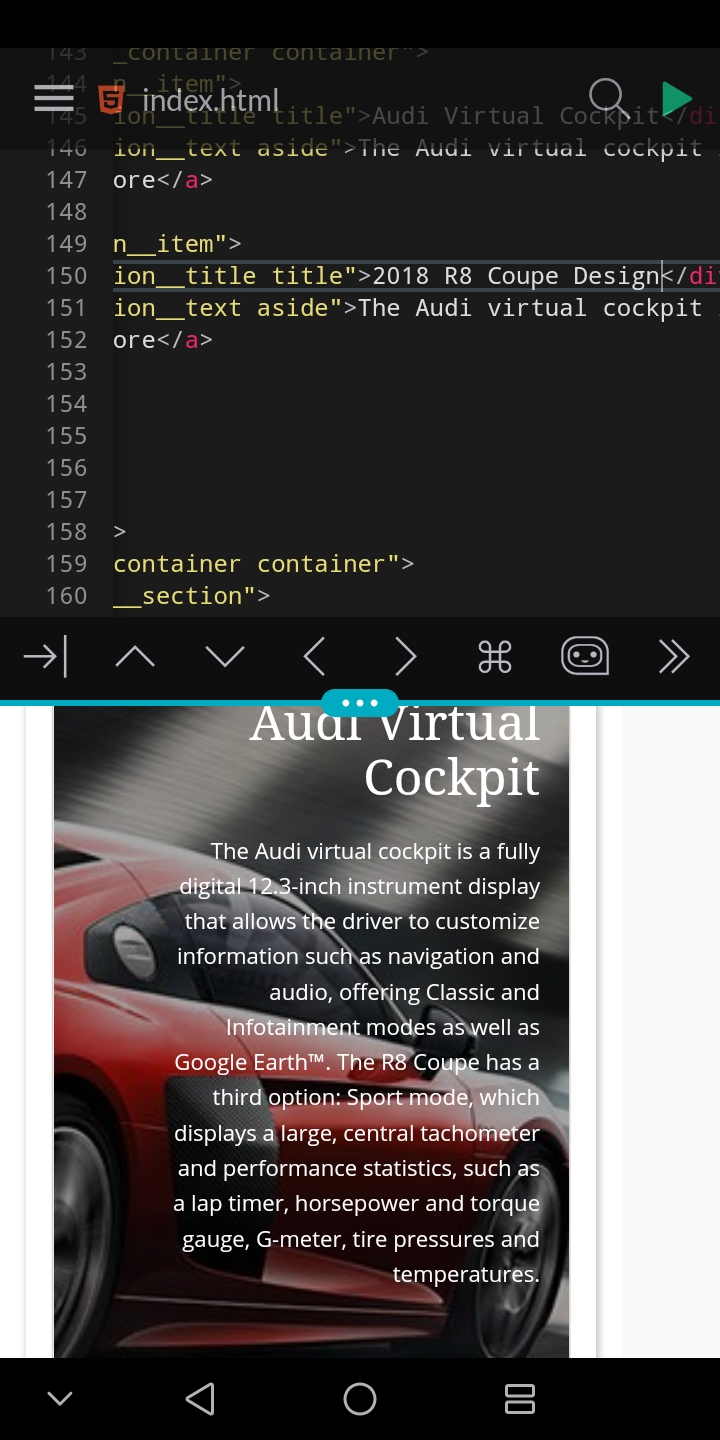 143 _container container">
144 n__item">
index.html
145 ion__title title">Audi Virtual Cockpit</di
146 ion__text aside">The Audi virtual cockpit
147 ore</a>
148
149 n__item">
150 ion__title title">2018 R8 Coupe Design</di
151 ion__text aside">The Audi virtual cockpit
152 ore</a>
153
154
155
156
157
158 >
159 container container">
160 __section">
Audi Virtual
Cockpit
The Audi virtual cockpit is a fully
digital 12.3-inch instrument display
that allows the driver to customize
information such as navigation and
audio, offering Classic and
Infotainment modes as well as
Google Earth™. The R8 Coupe has a
third option: Sport mode, which
displays a large, central tachometer
and performance statistics, such as
a lap timer, horsepower and torque
gauge, G-meter, tire pressures and
temperatures.